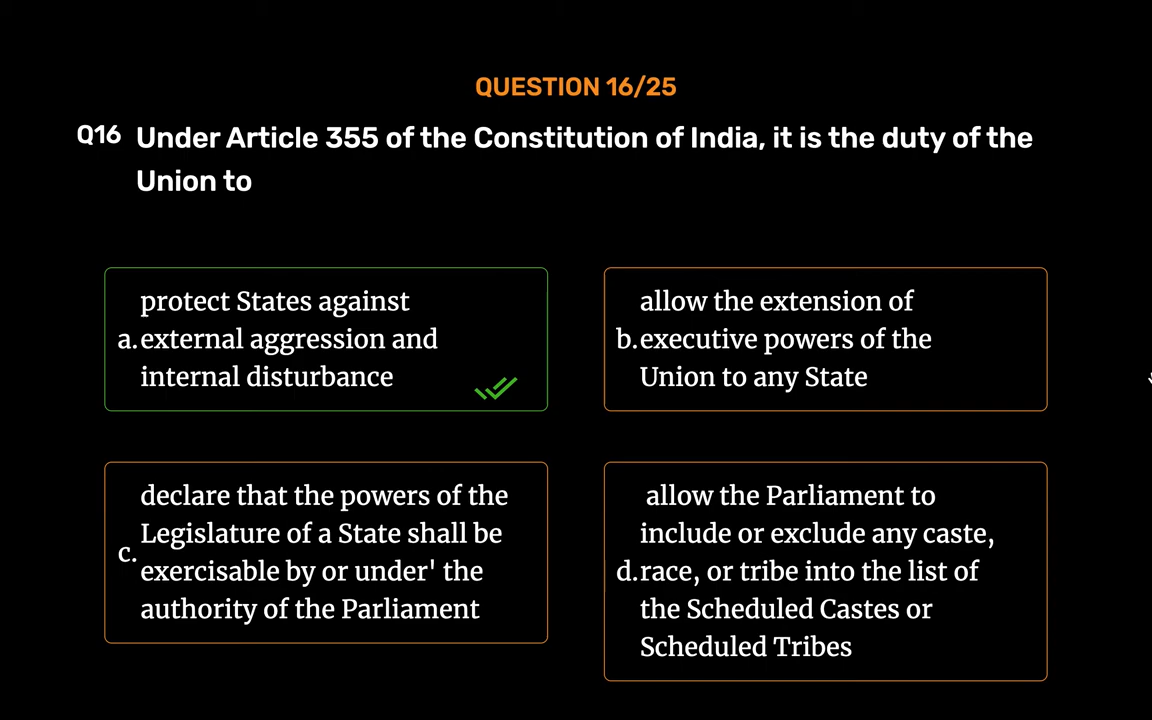 QUESTION 16/25
Q16 Under Article 355 of the Constitution of India, it is the duty of the
Union to
protect States against
a. external aggression and
internal disturbance
allow the extension of
b. executive powers of the
Union to any State
declare that the powers of the
Legislature of a State shall be
c.
exercisable by or under' the
authority of the Parliament
allow the Parliament to
include or exclude any caste,
d. race, or tribe into the list of
the Scheduled Castes or
Scheduled Tribes